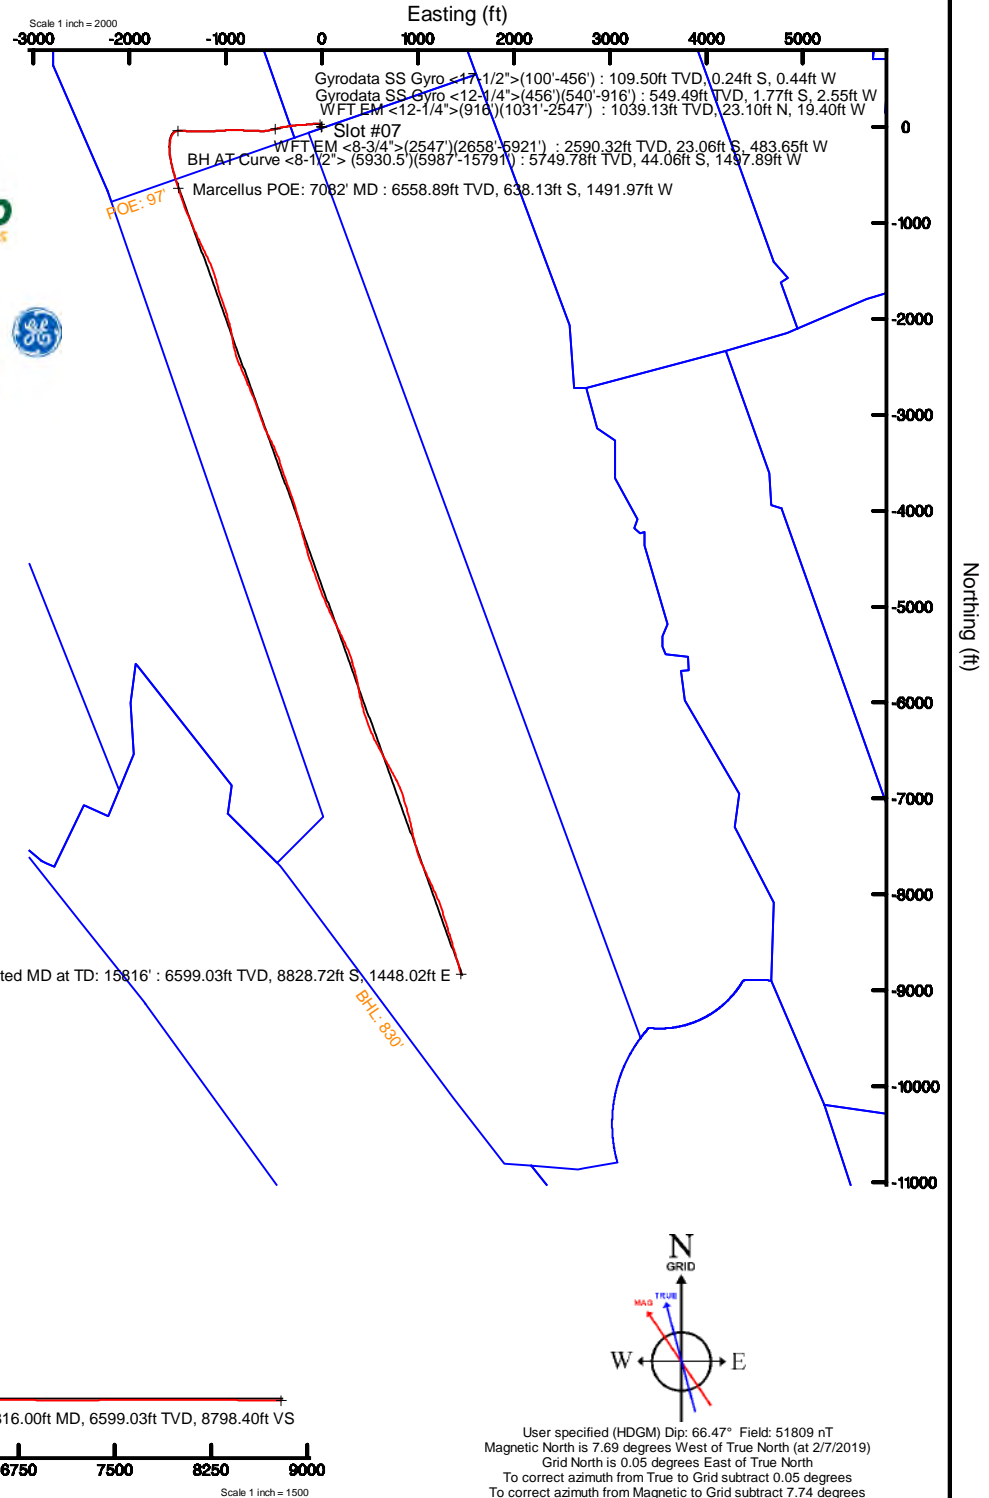 Easting (ft)
Scale 1 inch = 2000
-3000 -2000 -1000 0 1000 2000 3000 4000 5000
Gyrodata SS Gyro <17-1/2">(100'-456') : 109.50ft TVD, 0.24ft S, 0.44ft W
Gyrodata SS Gyro <12-1/4">(456')(540'-916') : 549.49ft TVD, 1.77ft S, 2.55ft W
WFT EM <12-1/4">(916')(1031'-2547') : 1039.13ft TVD, 23.10ft N, 19.40ft W
Slot #07
WFT EM <8-3/4">(2547')(2658'-5921') : 2590.32ft TVD, 23.06ft S, 483.65ft W
BH AT Curve <8-1/2"> (5930.5')(5987'-15791') : 5749.78ft TVD, 44.06ft S, 1497.89ft W
Marcellus POE: 7082' MD : 6558.89ft TVD, 638.13ft S, 1491.97ft W
POE: 97'
0
-1000
-2000
-3000
-4000
-5000
-6000
-7000
-8000
-9000
-10000
-11000
Northing (ft)
ted MD at TD: 15816' : 6599.03ft TVD, 8828.72ft S, 1448.02ft E
BHL: 830'
N
GRID
TRUE
MAG
W E
316.00ft MD, 6599.03ft TVD, 8798.40ft VS
6750 7500 8250 9000
Scale 1 inch = 1500
User specified (HDGM) Dip: 66.47° Field: 51809 nT
Magnetic North is 7.69 degrees West of True North (at 2/7/2019)
Grid North is 0.05 degrees East of True North
To correct azimuth from True to Grid subtract 0.05 degrees
To correct azimuth from Magnetic to Grid subtract 7.74 degrees